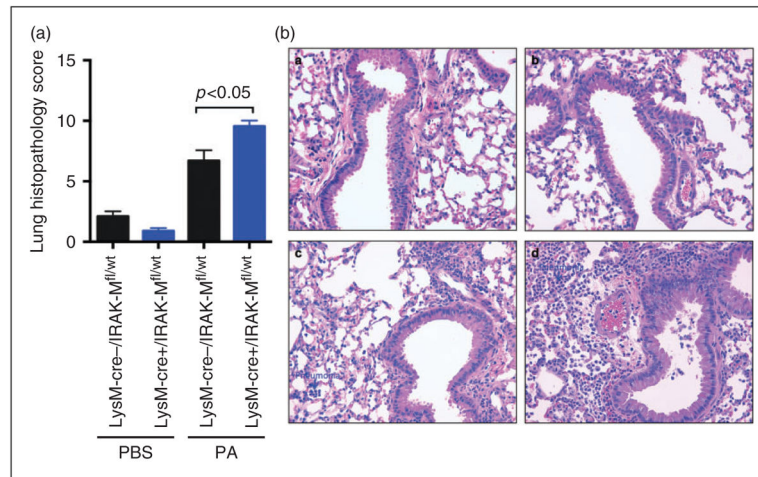 (a)
(b)
Lung histopathology score
15
10
5
0
p<0.05
LysM-cre–/IRAK-Mfl/wt
LysM-cre+/IRAK-Mfl/wt
LysM-cre–/IRAK-Mfl/wt
LysM-cre+/IRAK-Mfl/wt
PBS
PA
a
b
c
d
Pneumonia